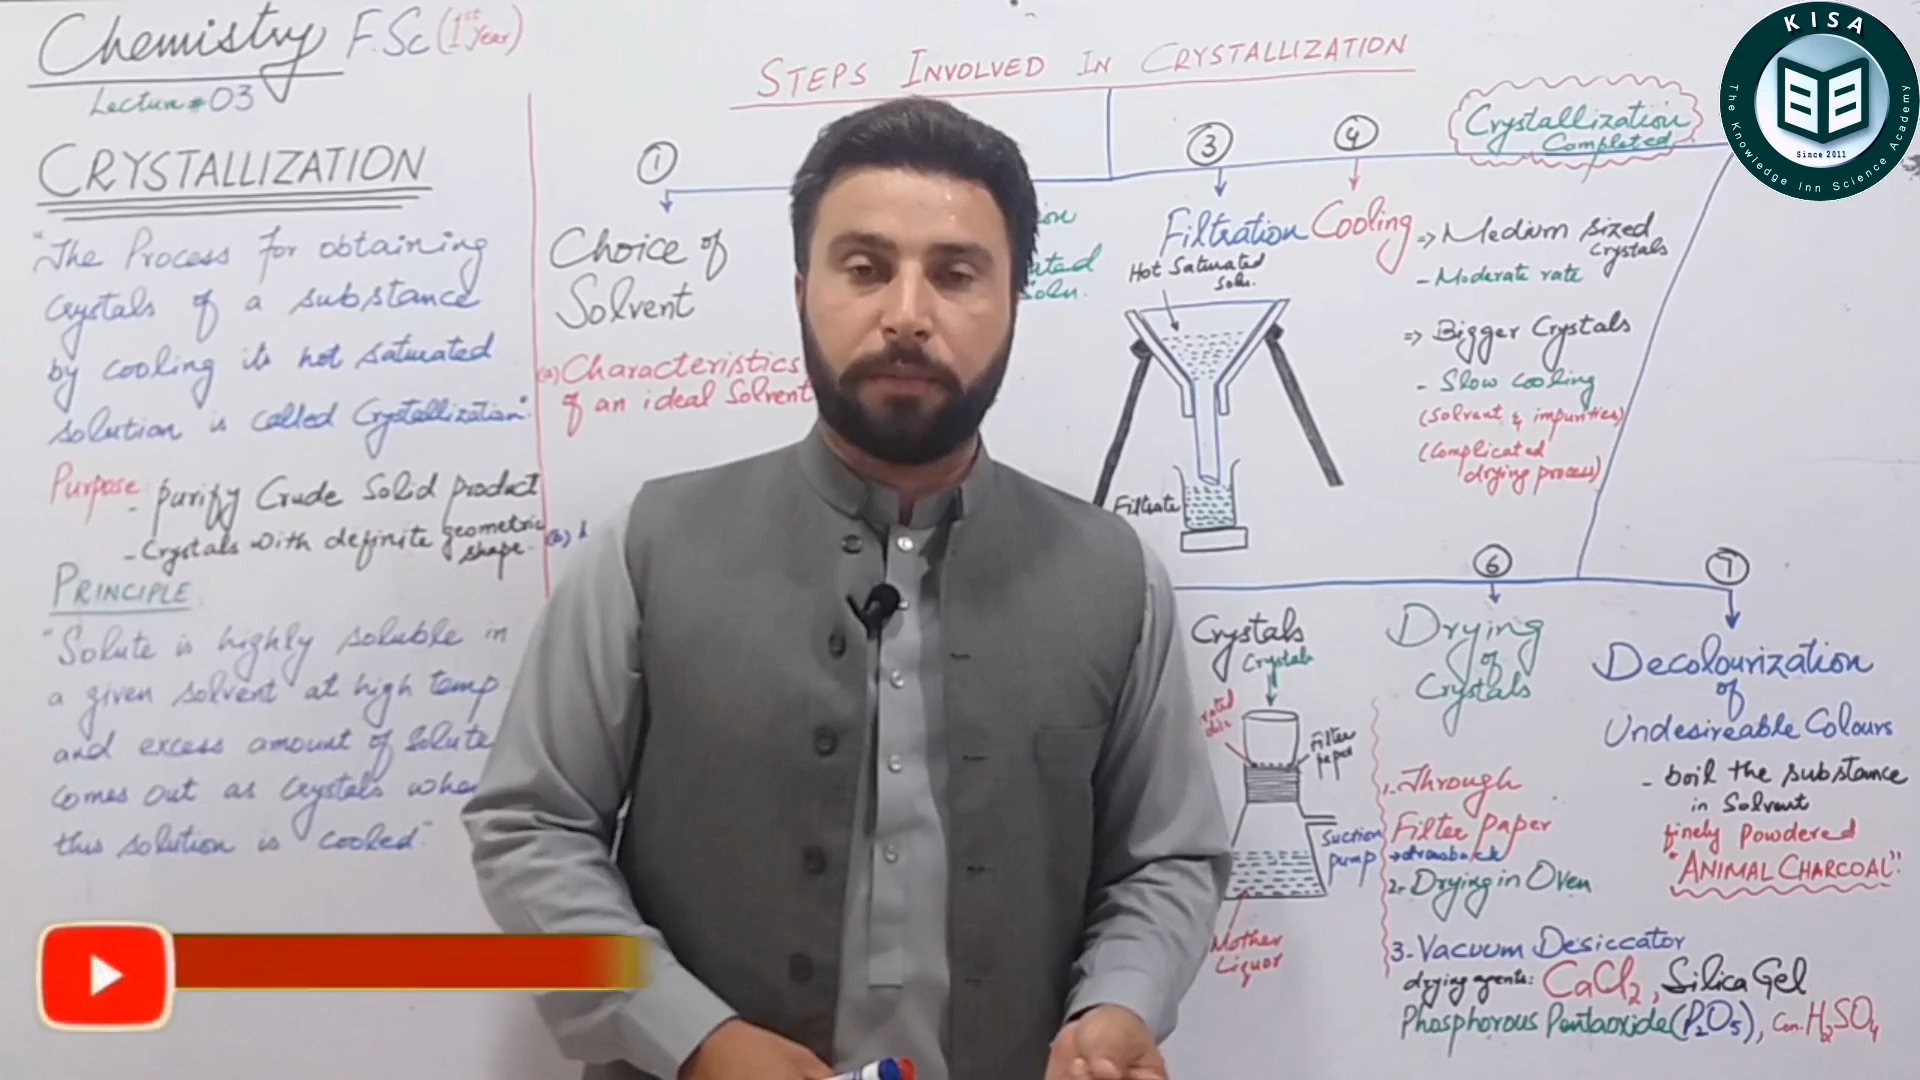 Chemistry F.Sc (1st Year)
Lecture # 03
CRYSTALLIZATION
"The Process for obtaining
Crystals of a substance
by cooling its hot saturated
solution is called Crystallization"
Purpose:
- purify Crude Solid product
- Crystals with definite geometric
shape.
PRINCIPLE
"Solute is highly soluble in
a given solvent at high temp.
and excess amount of Solute
comes out as Crystals when
this solution is cooled"
STEPS INVOLVED IN CRYSTALLIZATION
①
Choice of
Solvent
(a) Characteristics
of an ideal Solvent
(b)
Soln.
③
Filtration
Hot Saturated
Soln.
Filtrate
④
Cooling
Crystallization
Completed
=> Medium Sized
Crystals
- Moderate rate
=> Bigger Crystals
- Slow cooling
(Solvent & impurities)
(Complicated
drying process)
Crystals
Crystals
Filter
paper
Suction
pump
Mother
Liquor
⑥
Drying
of
Crystals
1. Through
Filter Paper
→ drawback
2. Drying in Oven
3. Vacuum Desiccator
drying agents: CaCl2, Silica Gel
Phosphorous Pentaoxide (P2O5), Con. H2SO4
⑦
Decolourization
of
Undesireable Colours
- boil the substance
in Solvent
finely Powdered
"ANIMAL CHARCOAL"
KISA
Since 2011
The Knowledge Inn Science Academy